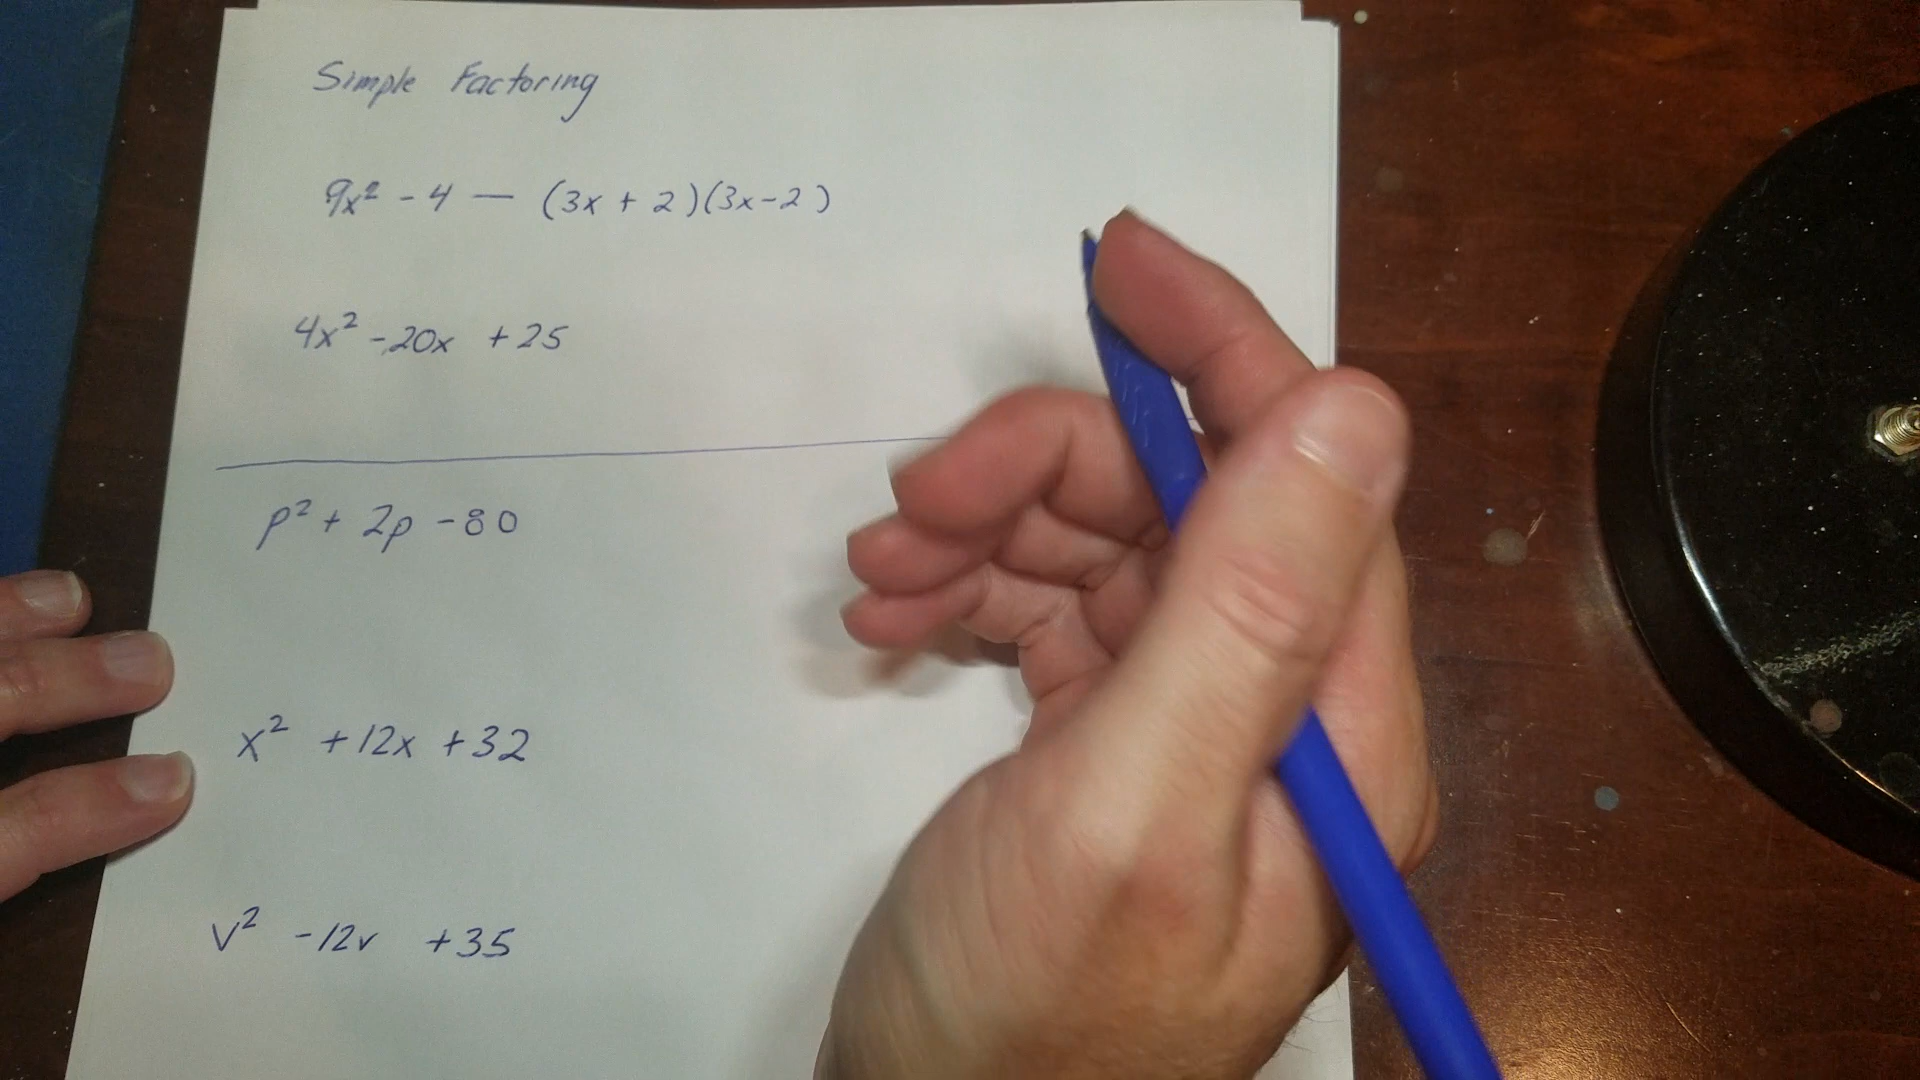 Simple Factoring
9x² - 4 — (3x + 2)(3x-2)
4x² -20x +25
p² + 2p -80
x² +12x +32
v² -12v +35